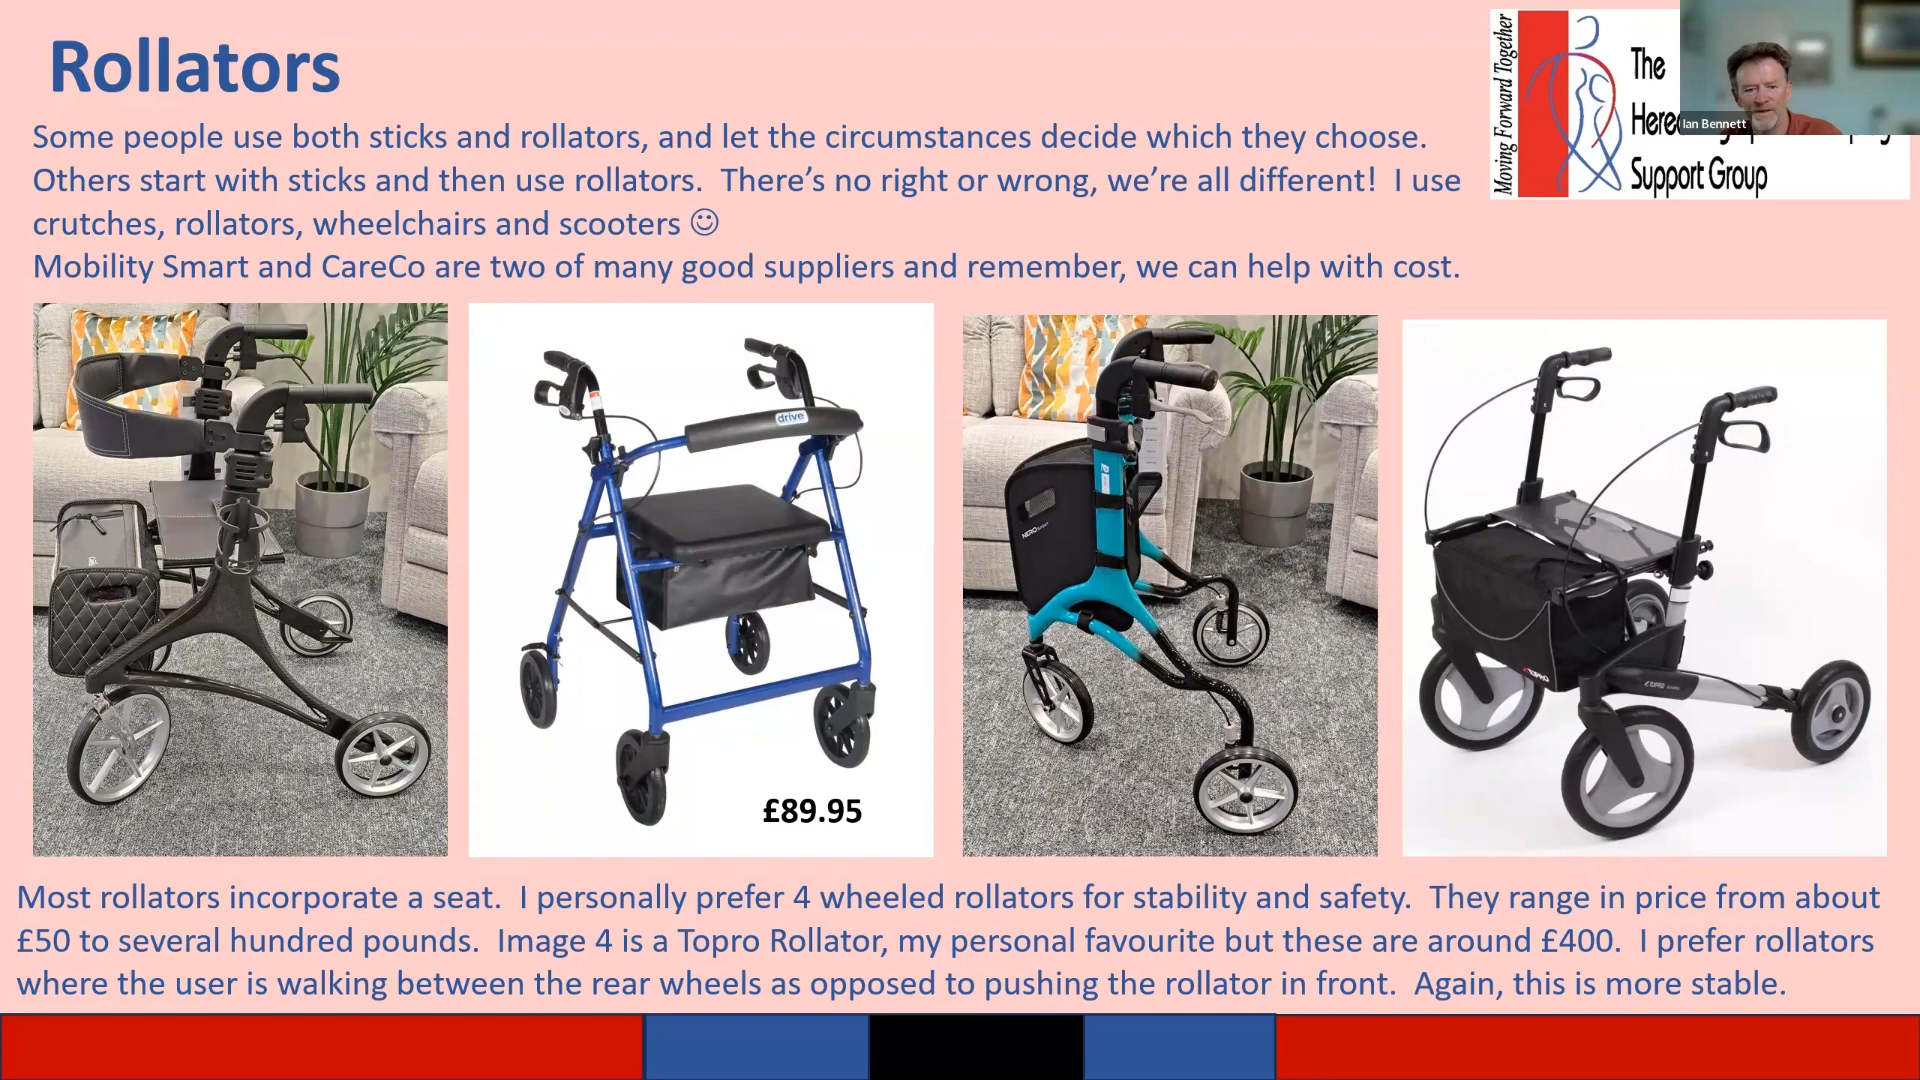 Rollators
Moving Forward Together
The
Support Group
Ian Bennett
Some people use both sticks and rollators, and let the circumstances decide which they choose.
Others start with sticks and then use rollators.  There's no right or wrong, we're all different!  I use
crutches, rollators, wheelchairs and scooters ☺
Mobility Smart and CareCo are two of many good suppliers and remember, we can help with cost.
drive
£89.95
NERO
TOPRO
TOPRO
Most rollators incorporate a seat.  I personally prefer 4 wheeled rollators for stability and safety.  They range in price from about
£50 to several hundred pounds.  Image 4 is a Topro Rollator, my personal favourite but these are around £400.  I prefer rollators
where the user is walking between the rear wheels as opposed to pushing the rollator in front.  Again, this is more stable.